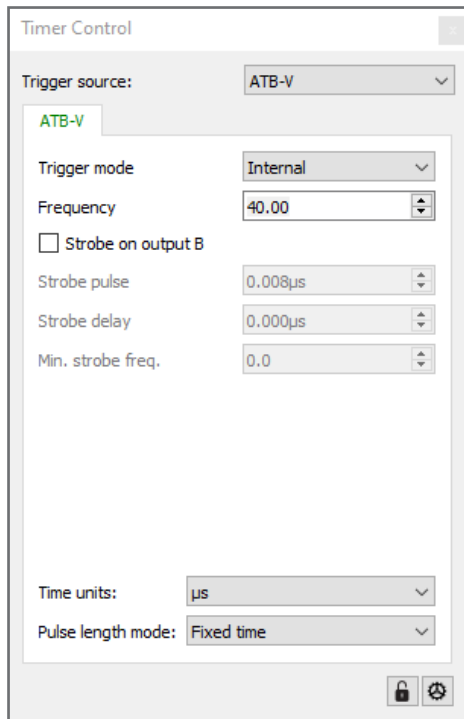 Timer Control
x
Trigger source: ATB-V
ATB-V
Trigger mode Internal
Frequency 40.00
Strobe on output B
Strobe pulse 0.008µs
Strobe delay 0.000µs
Min. strobe freq. 0.0
Time units: µs
Pulse length mode: Fixed time